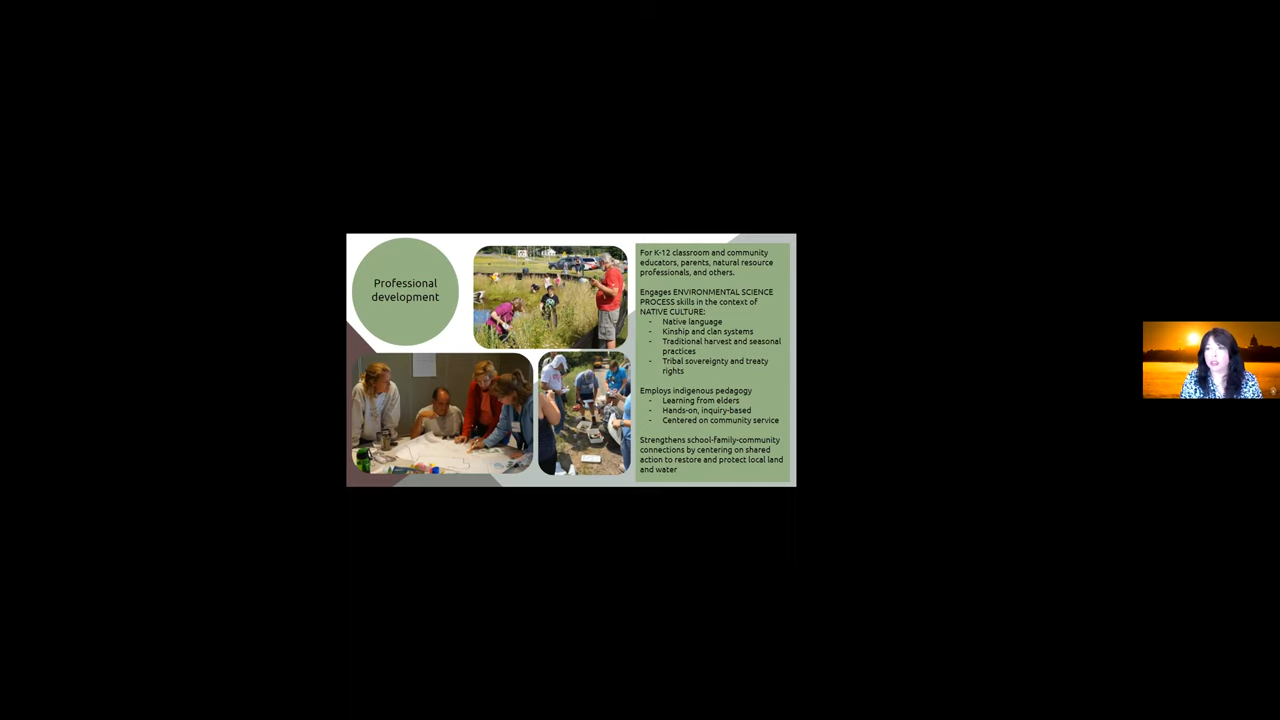 Professional
development
For K-12 classroom and community
educators, parents, natural resource
professionals, and others.
Engages ENVIRONMENTAL SCIENCE
PROCESS skills in the context of
NATIVE CULTURE:
- Native language
- Kinship and clan systems
- Traditional harvest and seasonal
practices
- Tribal sovereignty and treaty
rights
Employs indigenous pedagogy
- Learning from elders
- Hands-on, inquiry-based
- Centered on community service
Strengthens school-family-community
connections by centering on shared
action to restore and protect local land
and water